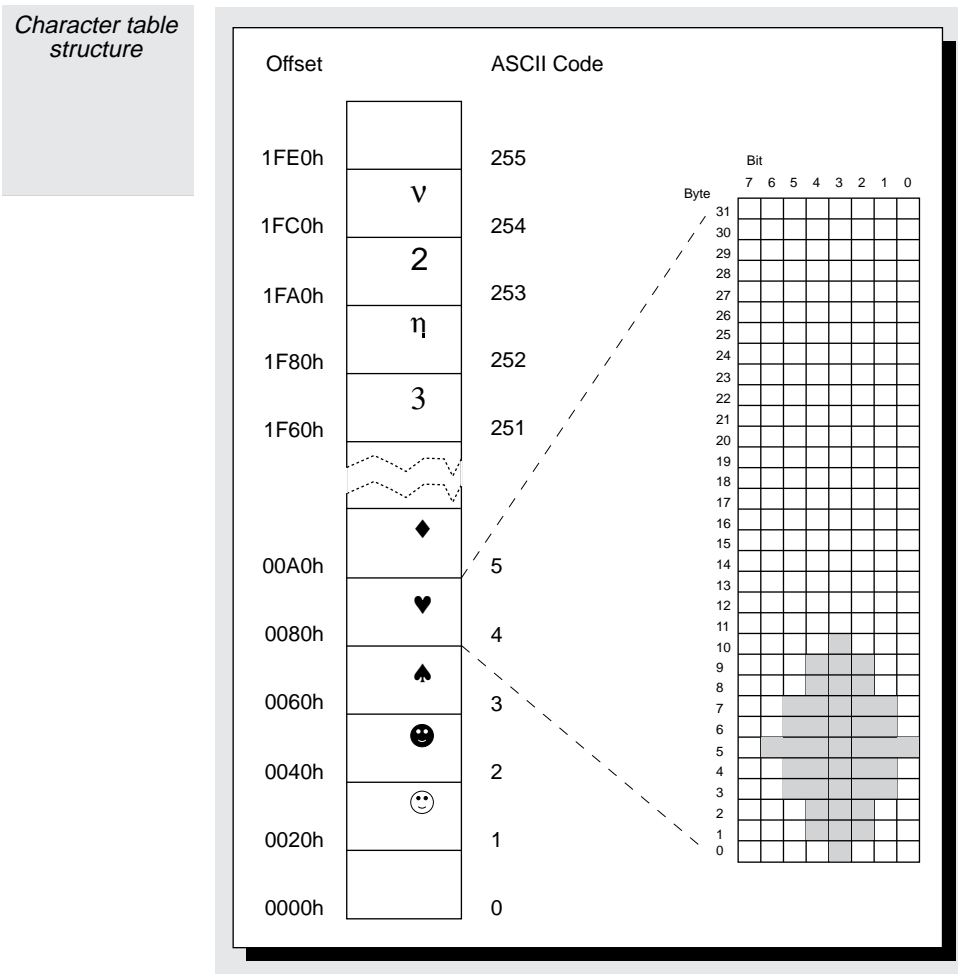 Character table
structure
Offset ASCII Code
1FE0h 255
ν
1FC0h 254
2
1FA0h 253
η
1F80h 252
3
1F60h 251
♦
00A0h 5
♥
0080h 4
♠
0060h 3
☻
0040h 2
☺
0020h 1
0000h 0
Bit
7 6 5 4 3 2 1 0
Byte
31
30
29
28
27
26
25
24
23
22
21
20
19
18
17
16
15
14
13
12
11
10
9
8
7
6
5
4
3
2
1
0